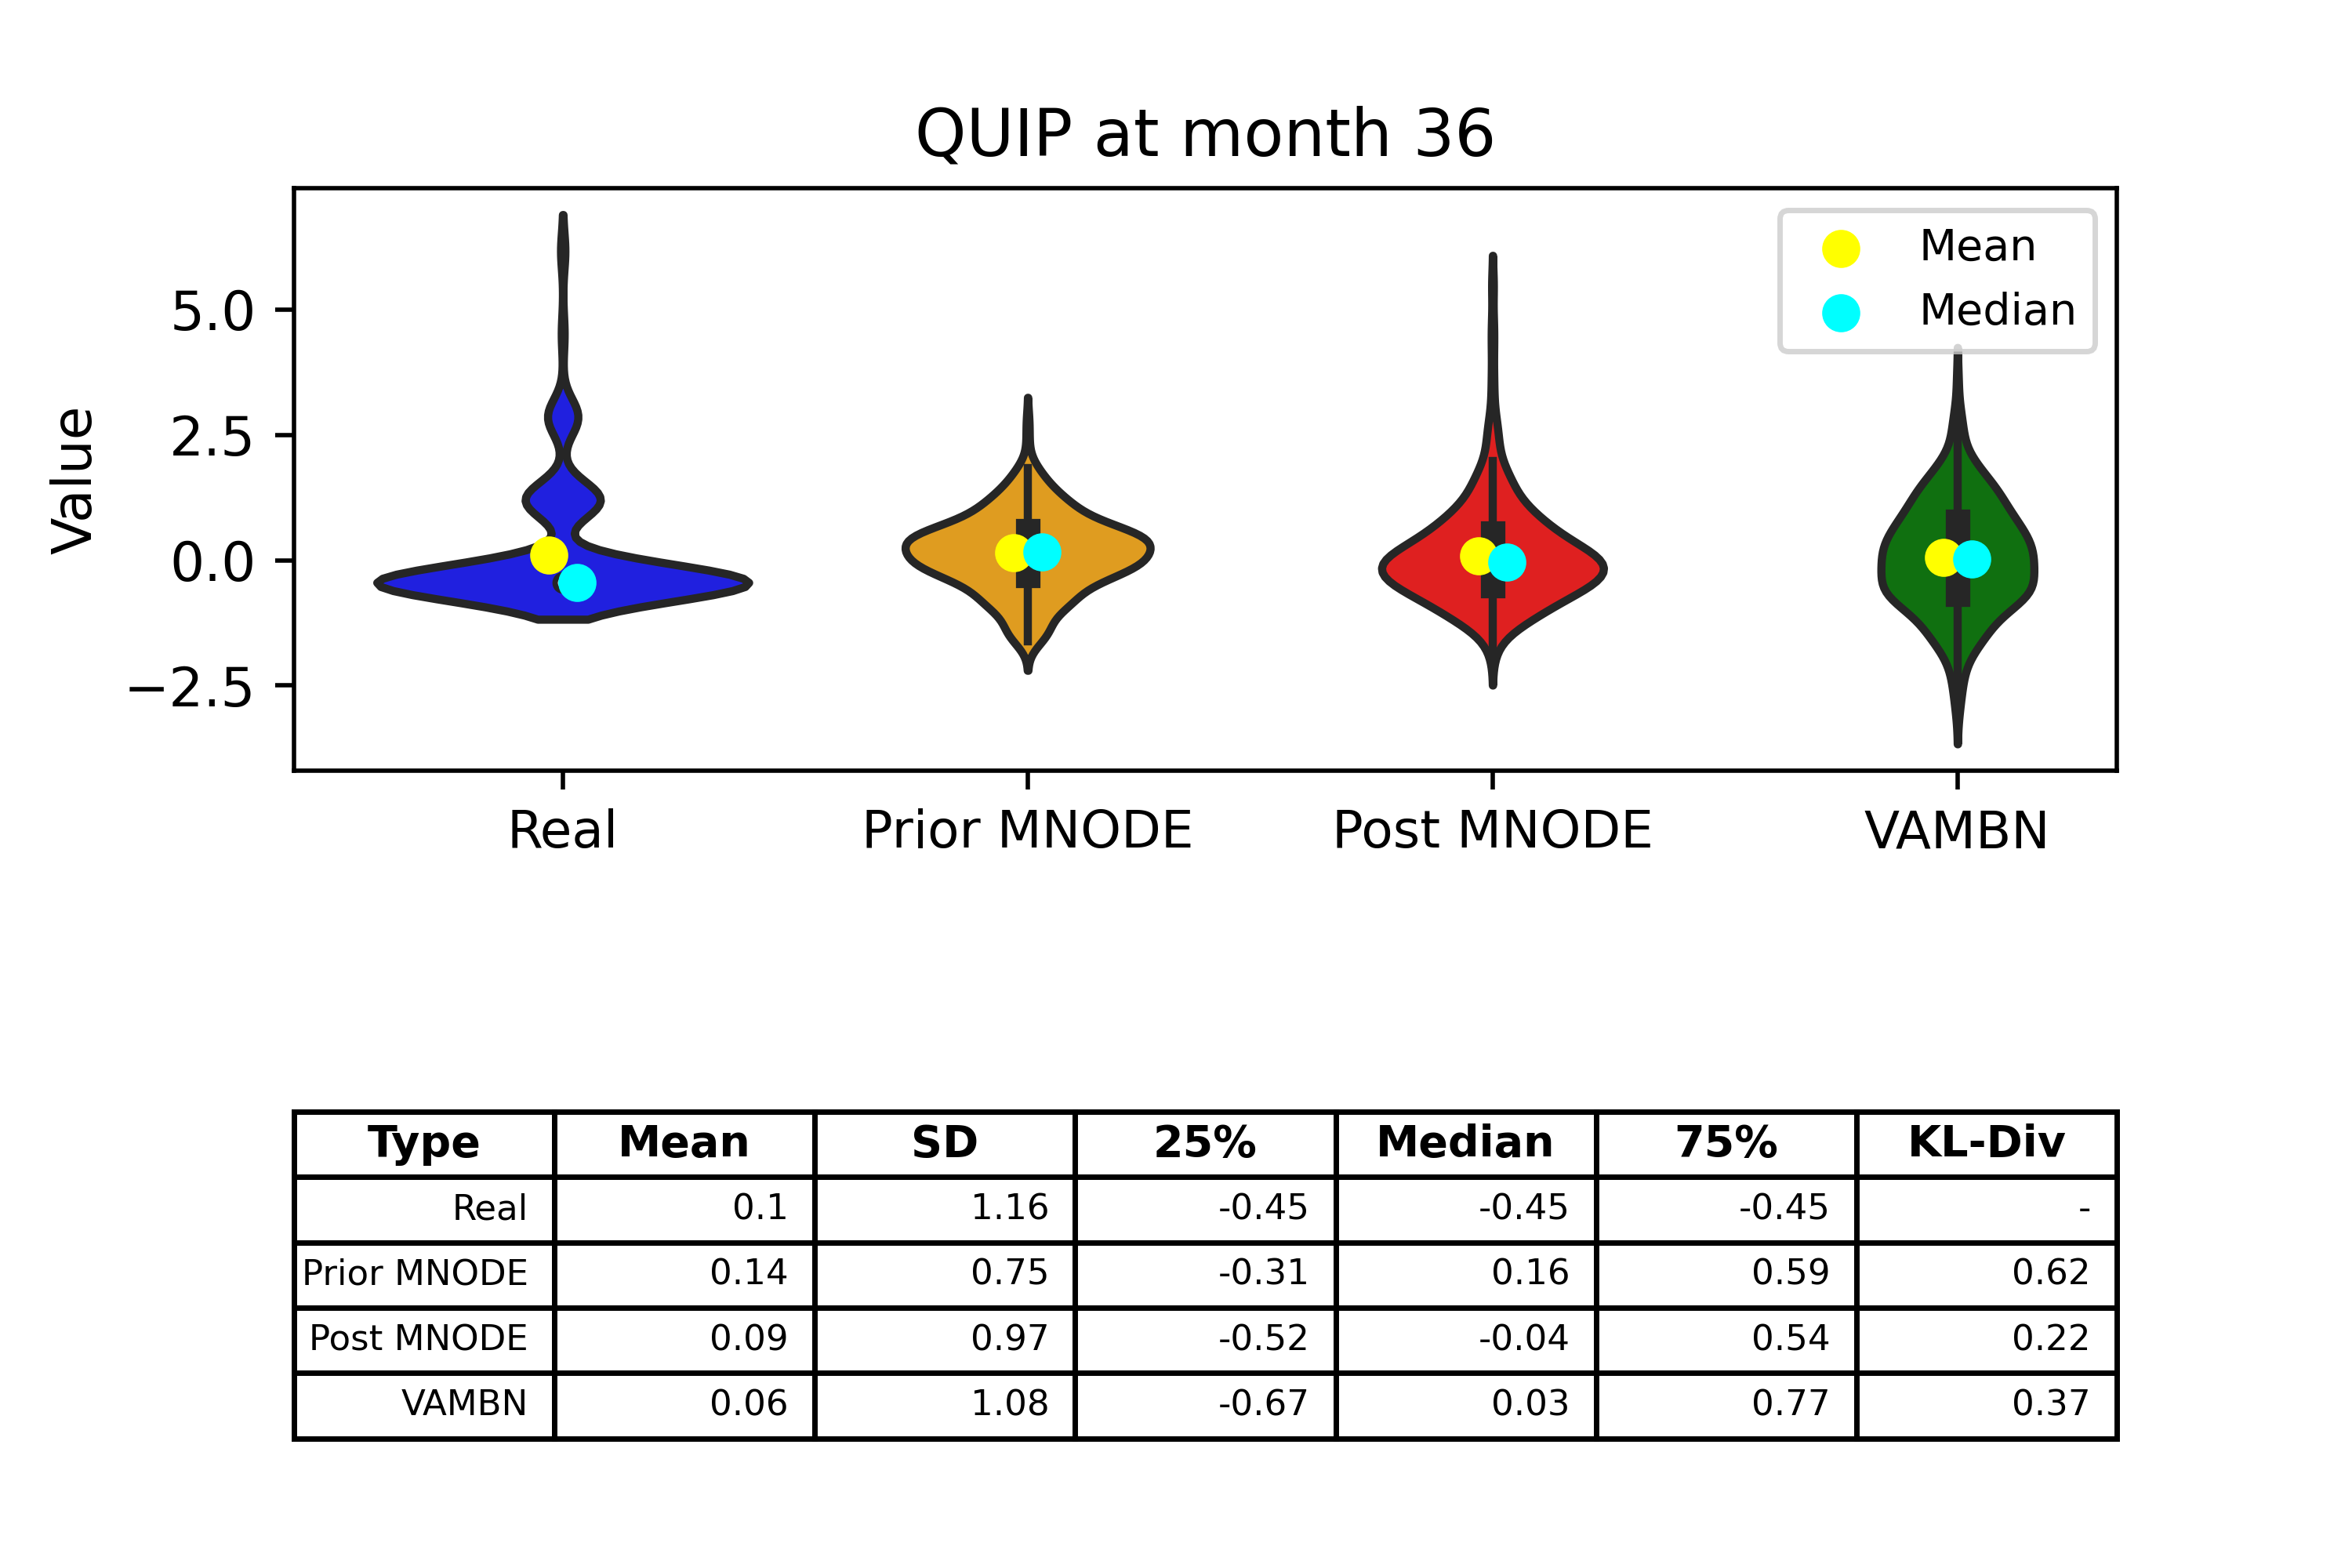 QUIP at month 36
Mean
Median
5.0
2.5
0.0
−2.5
Value
Real Prior MNODE Post MNODE VAMBN
Type Mean SD 25% Median 75% KL-Div
Real 0.1 1.16 -0.45 -0.45 -0.45 -
Prior MNODE 0.14 0.75 -0.31 0.16 0.59 0.62
Post MNODE 0.09 0.97 -0.52 -0.04 0.54 0.22
VAMBN 0.06 1.08 -0.67 0.03 0.77 0.37